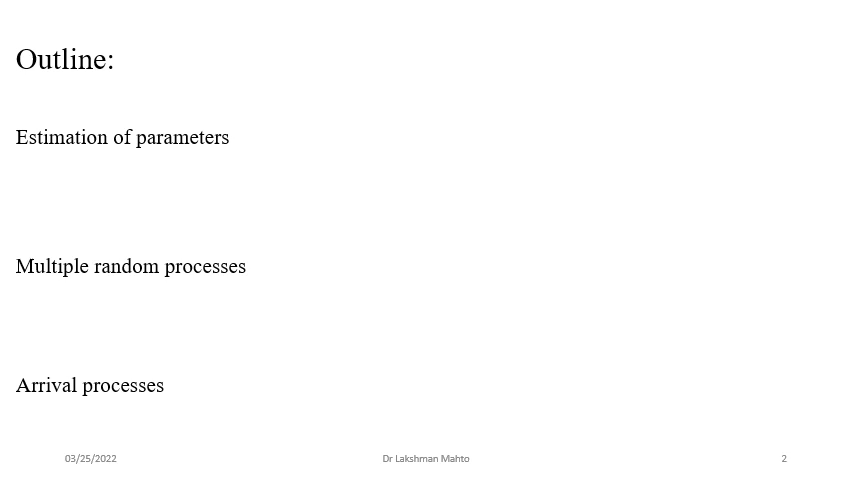 Outline:
Estimation of parameters
Multiple random processes
Arrival processes
03/25/2022
Dr Lakshman Mahto
2